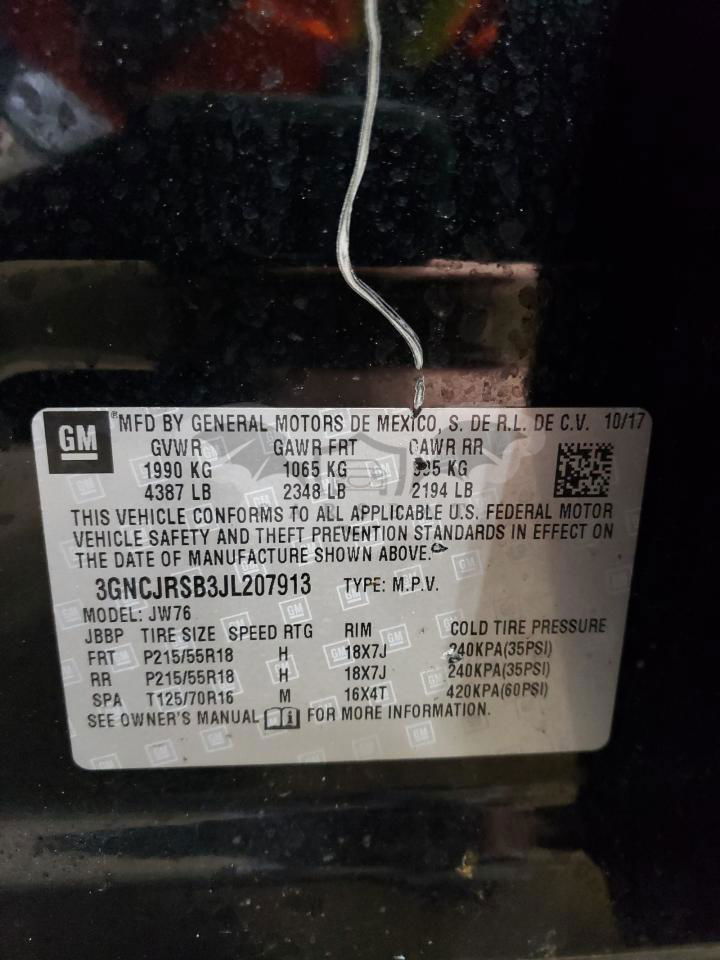 GM
®MFD BY GENERAL MOTORS DE MEXICO, S. DE R.L. DE C.V. 10/17
GVWR GAWR FRT GAWR RR
1990 KG 1065 KG 995 KG
4387 LB 2348 LB 2194 LB
THIS VEHICLE CONFORMS TO ALL APPLICABLE U.S. FEDERAL MOTOR
VEHICLE SAFETY AND THEFT PREVENTION STANDARDS IN EFFECT ON
THE DATE OF MANUFACTURE SHOWN ABOVE.
3GNCJRSB3JL207913 TYPE: M.P.V.
MODEL: JW76
JBBP TIRE SIZE SPEED RTG RIM COLD TIRE PRESSURE
FRT P215/55R18 H 18X7J 240KPA(35PSI)
RR P215/55R18 H 18X7J 240KPA(35PSI)
SPA T125/70R16 M 16X4T 420KPA(60PSI)
SEE OWNER'S MANUAL FOR MORE INFORMATION.